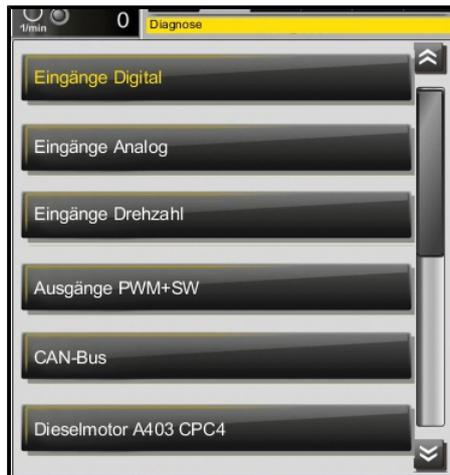 1/min
0
Diagnose
Eingänge Digital
Eingänge Analog
Eingänge Drehzahl
Ausgänge PWM+SW
CAN-Bus
Dieselmotor A403 CPC4